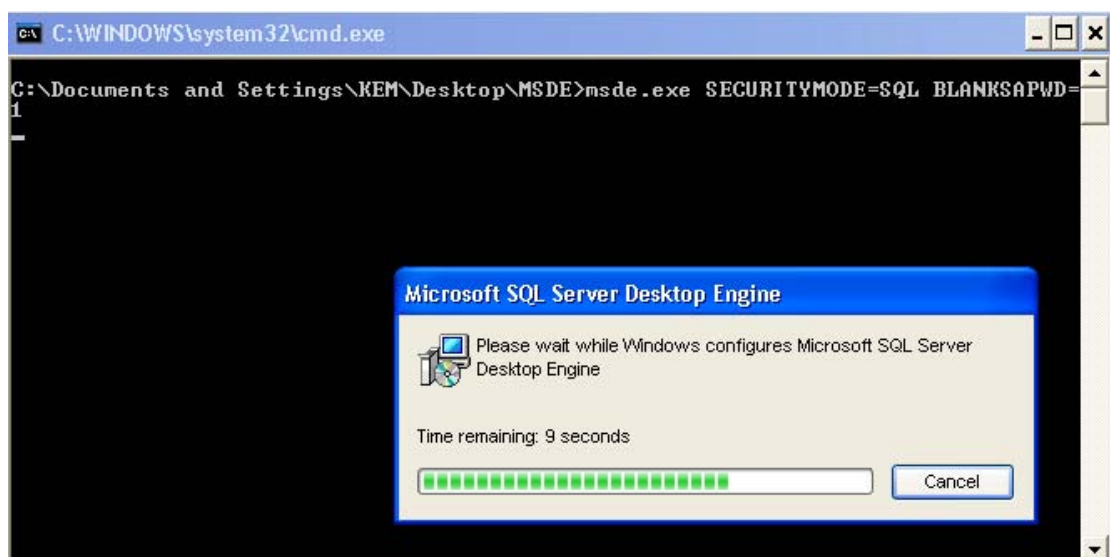 C:\WINDOWS\system32\cmd.exe
C:\Documents and Settings\KEM\Desktop\MSDE>msde.exe SECURITYMODE=SQL BLANKSAPWD=
1
Microsoft SQL Server Desktop Engine
Please wait while Windows configures Microsoft SQL Server
Desktop Engine
Time remaining: 9 seconds
Cancel